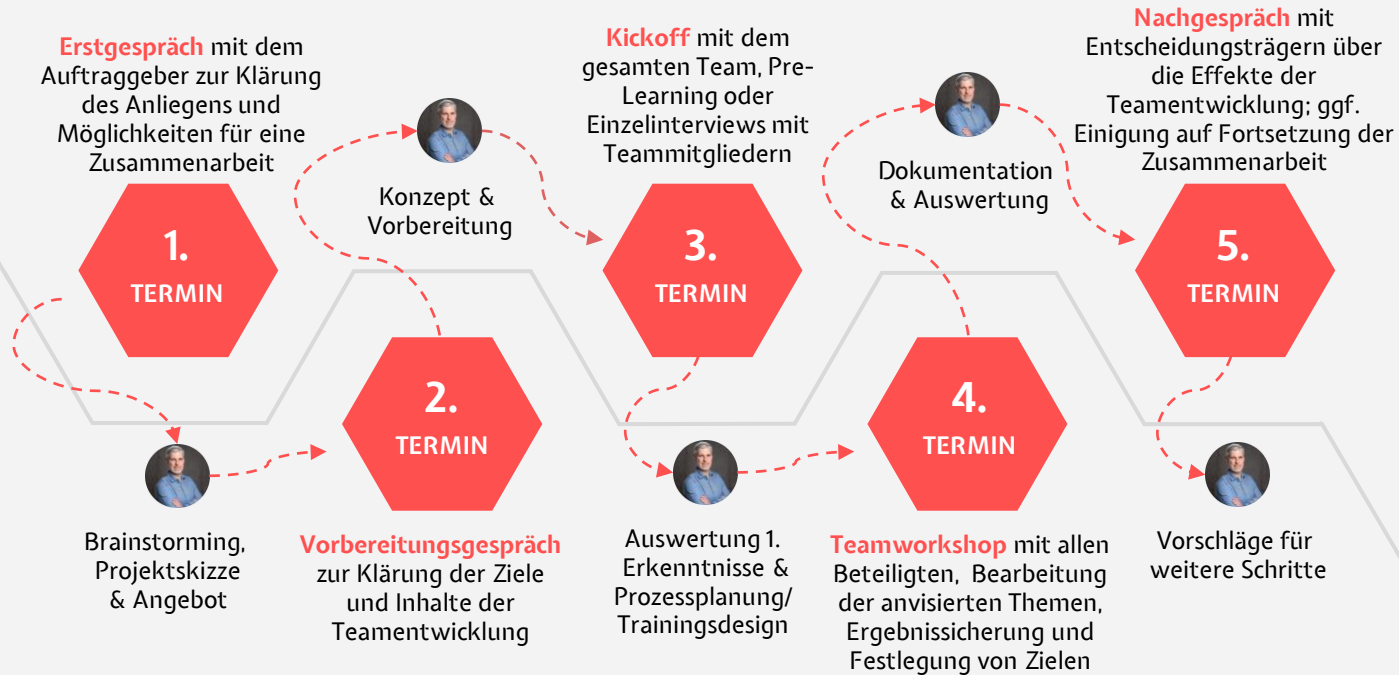 Erstgespräch mit dem
Auftraggeber zur Klärung
des Anliegens und
Möglichkeiten für eine
Zusammenarbeit
1.
TERMIN
Brainstorming,
Projektskizze
& Angebot
2.
TERMIN
Vorbereitungsgespräch
zur Klärung der Ziele
und Inhalte der
Teamentwicklung
Konzept &
Vorbereitung
Kickoff mit dem
gesamten Team, Pre-
Learning oder
Einzelinterviews mit
Teammitgliedern
3.
TERMIN
Auswertung 1.
Erkenntnisse &
Prozessplanung/
Trainingsdesign
4.
TERMIN
Teamworkshop mit allen
Beteiligten, Bearbeitung
der anvisierten Themen,
Ergebnissicherung und
Festlegung von Zielen
Dokumentation
& Auswertung
Nachgespräch mit
Entscheidungsträgern über
die Effekte der
Teamentwicklung; ggf.
Einigung auf Fortsetzung der
Zusammenarbeit
5.
TERMIN
Vorschläge für
weitere Schritte